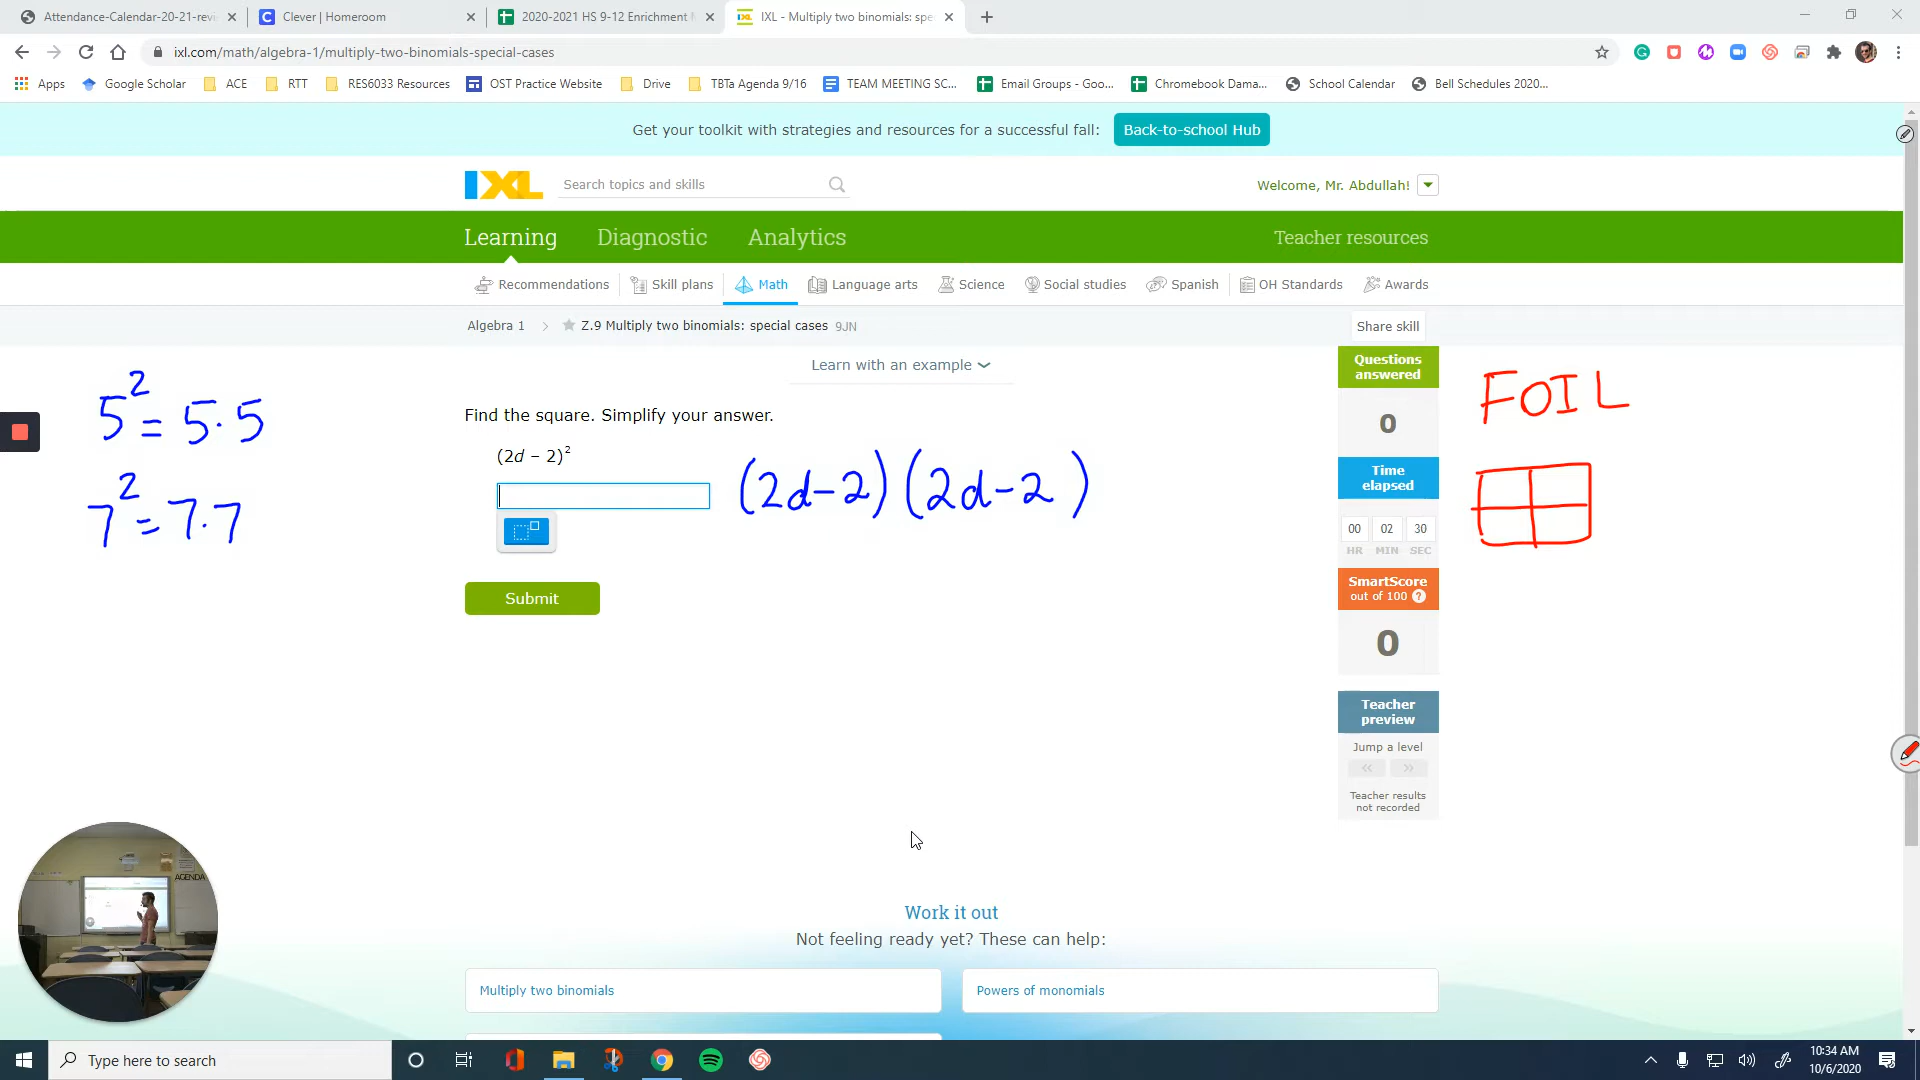 Attendance-Calendar-20-21-revi
Clever | Homeroom
2020-2021 HS 9-12 Enrichment
IXL - Multiply two binomials: spe
ixl.com/math/algebra-1/multiply-two-binomials-special-cases
Apps Google Scholar ACE RTT RES6033 Resources OST Practice Website Drive TBTa Agenda 9/16 TEAM MEETING SC... Email Groups - Goo... Chromebook Dama... School Calendar Bell Schedules 2020...
Get your toolkit with strategies and resources for a successful fall: Back-to-school Hub
IXL Search topics and skills Welcome, Mr. Abdullah!
Learning Diagnostic Analytics Teacher resources
Recommendations Skill plans Math Language arts Science Social studies Spanish OH Standards Awards
Algebra 1 > Z.9 Multiply two binomials: special cases 9JN Share skill
Learn with an example
Find the square. Simplify your answer.
(2d − 2)²
(2d-2)(2d-2)
Submit
5² = 5·5
7² = 7·7
Questions answered
0
Time elapsed
00 02 30
HR MIN SEC
SmartScore
out of 100 ?
0
Teacher preview
Jump a level
<< >>
Teacher results
not recorded
FOIL
AGENDA
Work it out
Not feeling ready yet? These can help:
Multiply two binomials
Powers of monomials
Type here to search
10:34 AM
10/6/2020